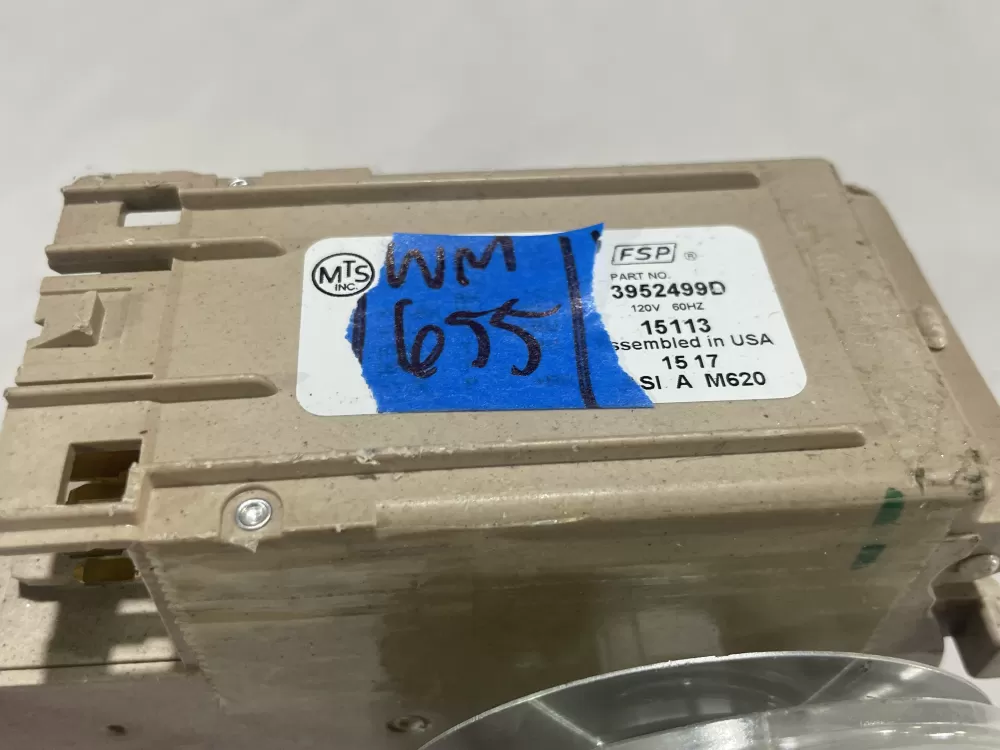 MTS
INC.
WM
655
FSP ®
PART NO.
3952499D
120V 60HZ
15113
ssembled in USA
15 17
SI A M620